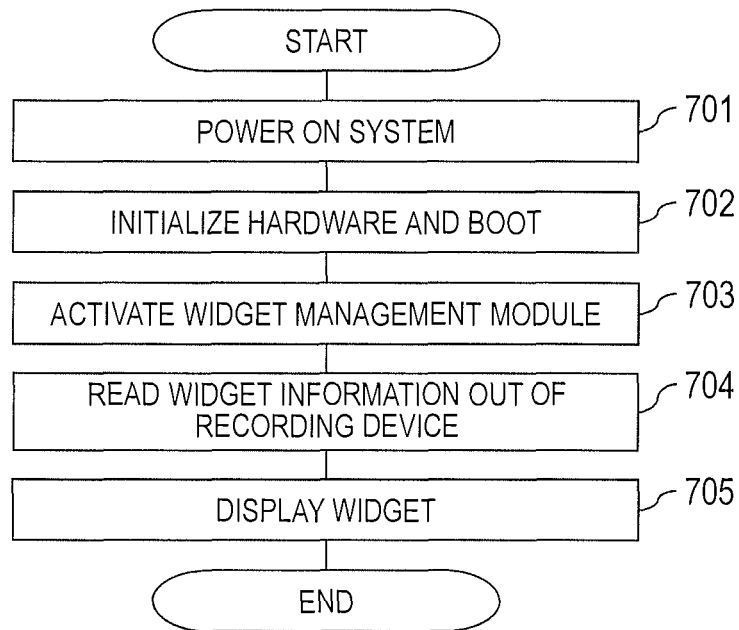 START
POWER ON SYSTEM
701
INITIALIZE HARDWARE AND BOOT
702
ACTIVATE WIDGET MANAGEMENT MODULE
703
READ WIDGET INFORMATION OUT OF
RECORDING DEVICE
704
DISPLAY WIDGET
705
END